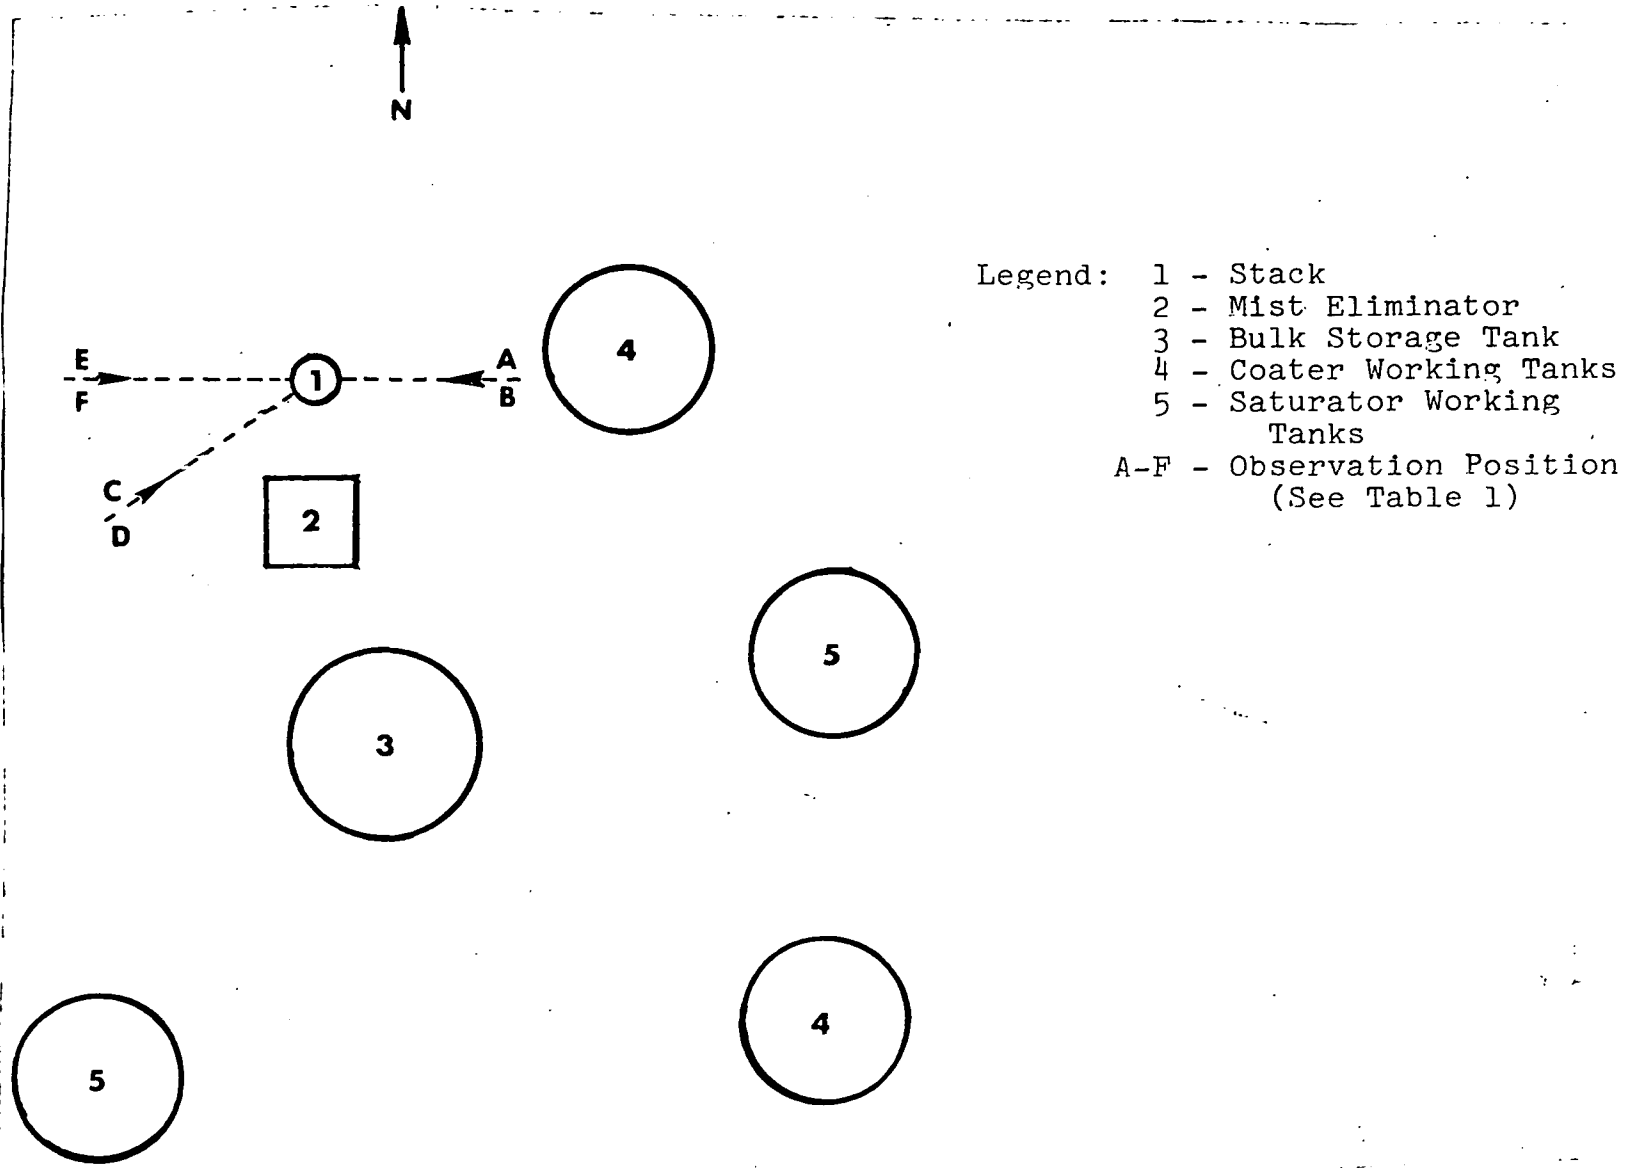 N
Legend: 1 - Stack
2 - Mist Eliminator
3 - Bulk Storage Tank
4 - Coater Working Tanks
5 - Saturator Working
Tanks
A-F - Observation Position
(See Table 1)
4
E
A
1
F
B
C
2
D
5
3
4
5